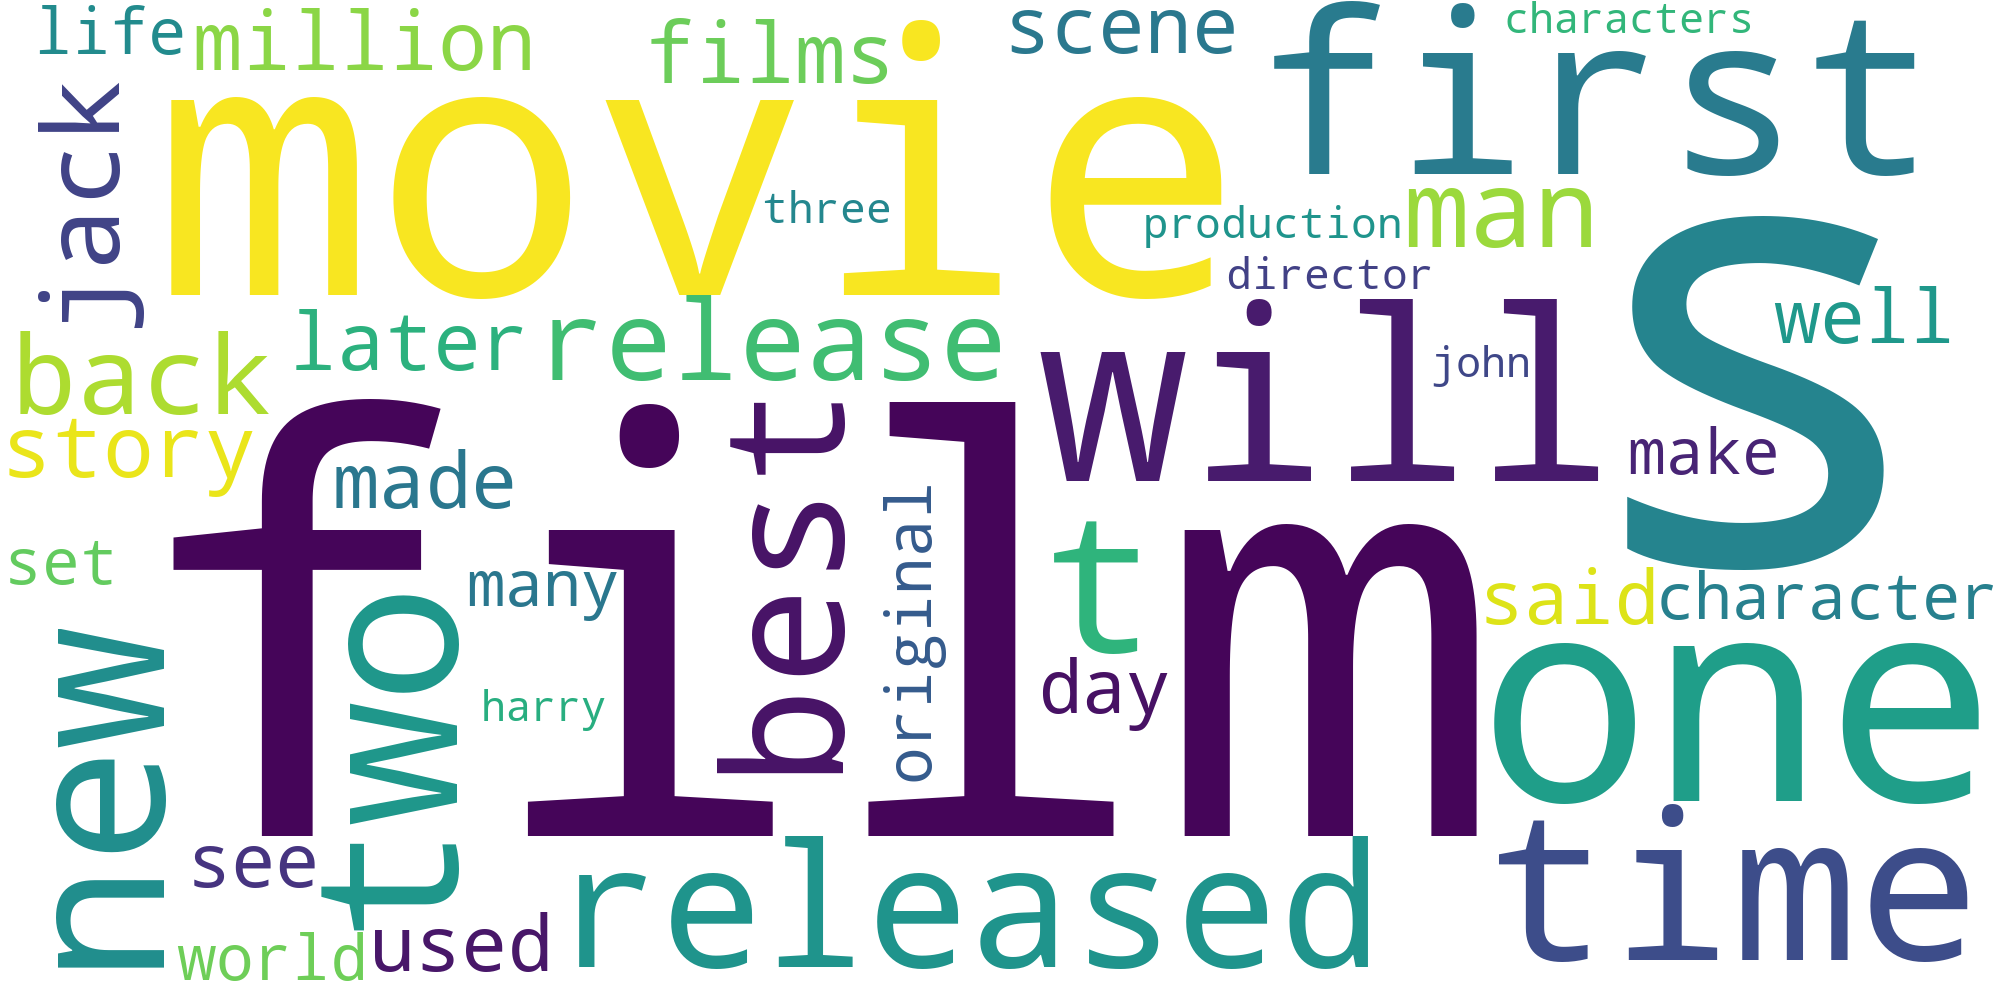 life
million
films
scene
first
characters
jack
movie
three
production
man
director
back
later
release
will
john
s
well
story
made
best
make
set
many
film
original
t
said
character
new
two
harry
day
one
see
world
used
released
time